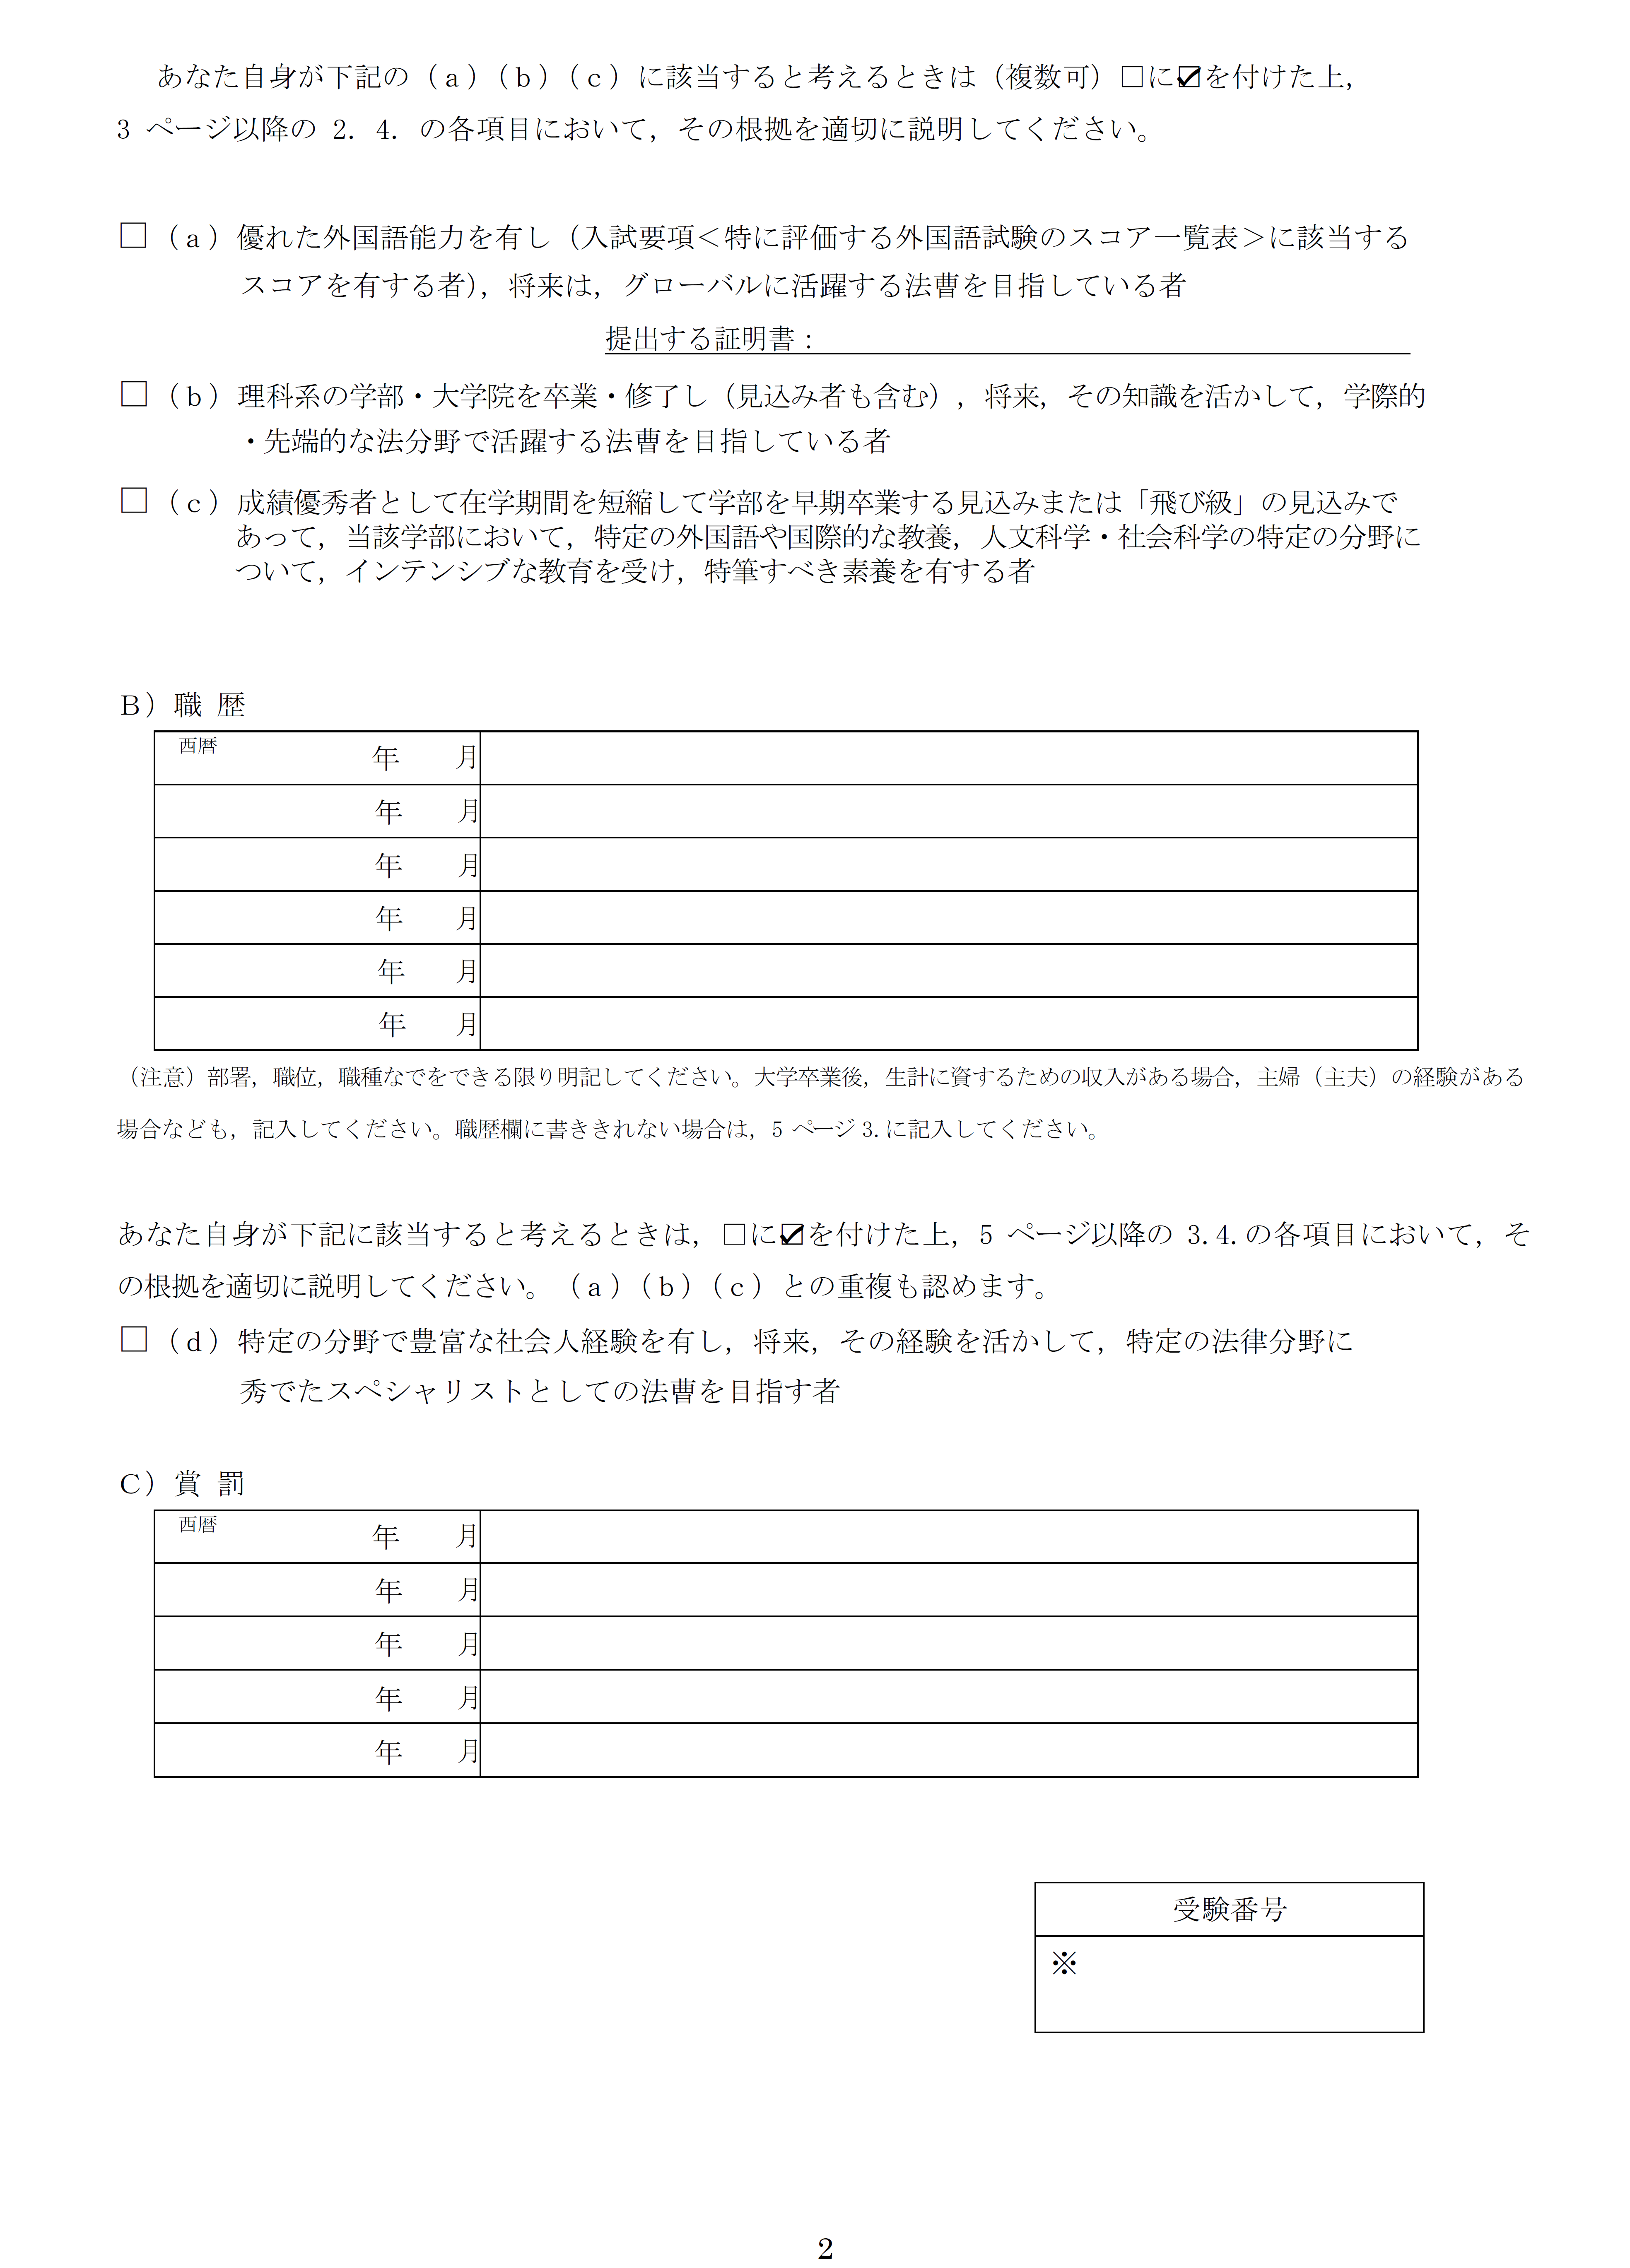 あなた自身が下記の（ａ）（ｂ）（ｃ）に該当すると考えるときは（複数可）□に☑を付けた上，
3 ページ以降の 2．4．の各項目において，その根拠を適切に説明してください。
□（ａ）優れた外国語能力を有し（入試要項＜特に評価する外国語試験のスコア一覧表＞に該当する
スコアを有する者），将来は，グローバルに活躍する法曹を目指している者
提出する証明書：
□（ｂ）理科系の学部・大学院を卒業・修了し（見込み者も含む），将来，その知識を活かして，学際的
・先端的な法分野で活躍する法曹を目指している者
□（ｃ）成績優秀者として在学期間を短縮して学部を早期卒業する見込みまたは「飛び級」の見込みで
あって，当該学部において，特定の外国語や国際的な教養，人文科学・社会科学の特定の分野に
ついて，インテンシブな教育を受け，特筆すべき素養を有する者
Ｂ）職 歴
西暦 年 月
年 月
年 月
年 月
年 月
年 月
（注意）部署，職位，職種なでをできる限り明記してください。大学卒業後，生計に資するための収入がある場合，主婦（主夫）の経験がある
場合なども，記入してください。職歴欄に書ききれない場合は，5 ページ 3.に記入してください。
あなた自身が下記に該当すると考えるときは，□に☑を付けた上，5 ページ以降の 3.4.の各項目において，そ
の根拠を適切に説明してください。（ａ）（ｂ）（ｃ）との重複も認めます。
□（ｄ）特定の分野で豊富な社会人経験を有し，将来，その経験を活かして，特定の法律分野に
秀でたスペシャリストとしての法曹を目指す者
Ｃ）賞 罰
西暦 年 月
年 月
年 月
年 月
年 月
受験番号
※
2